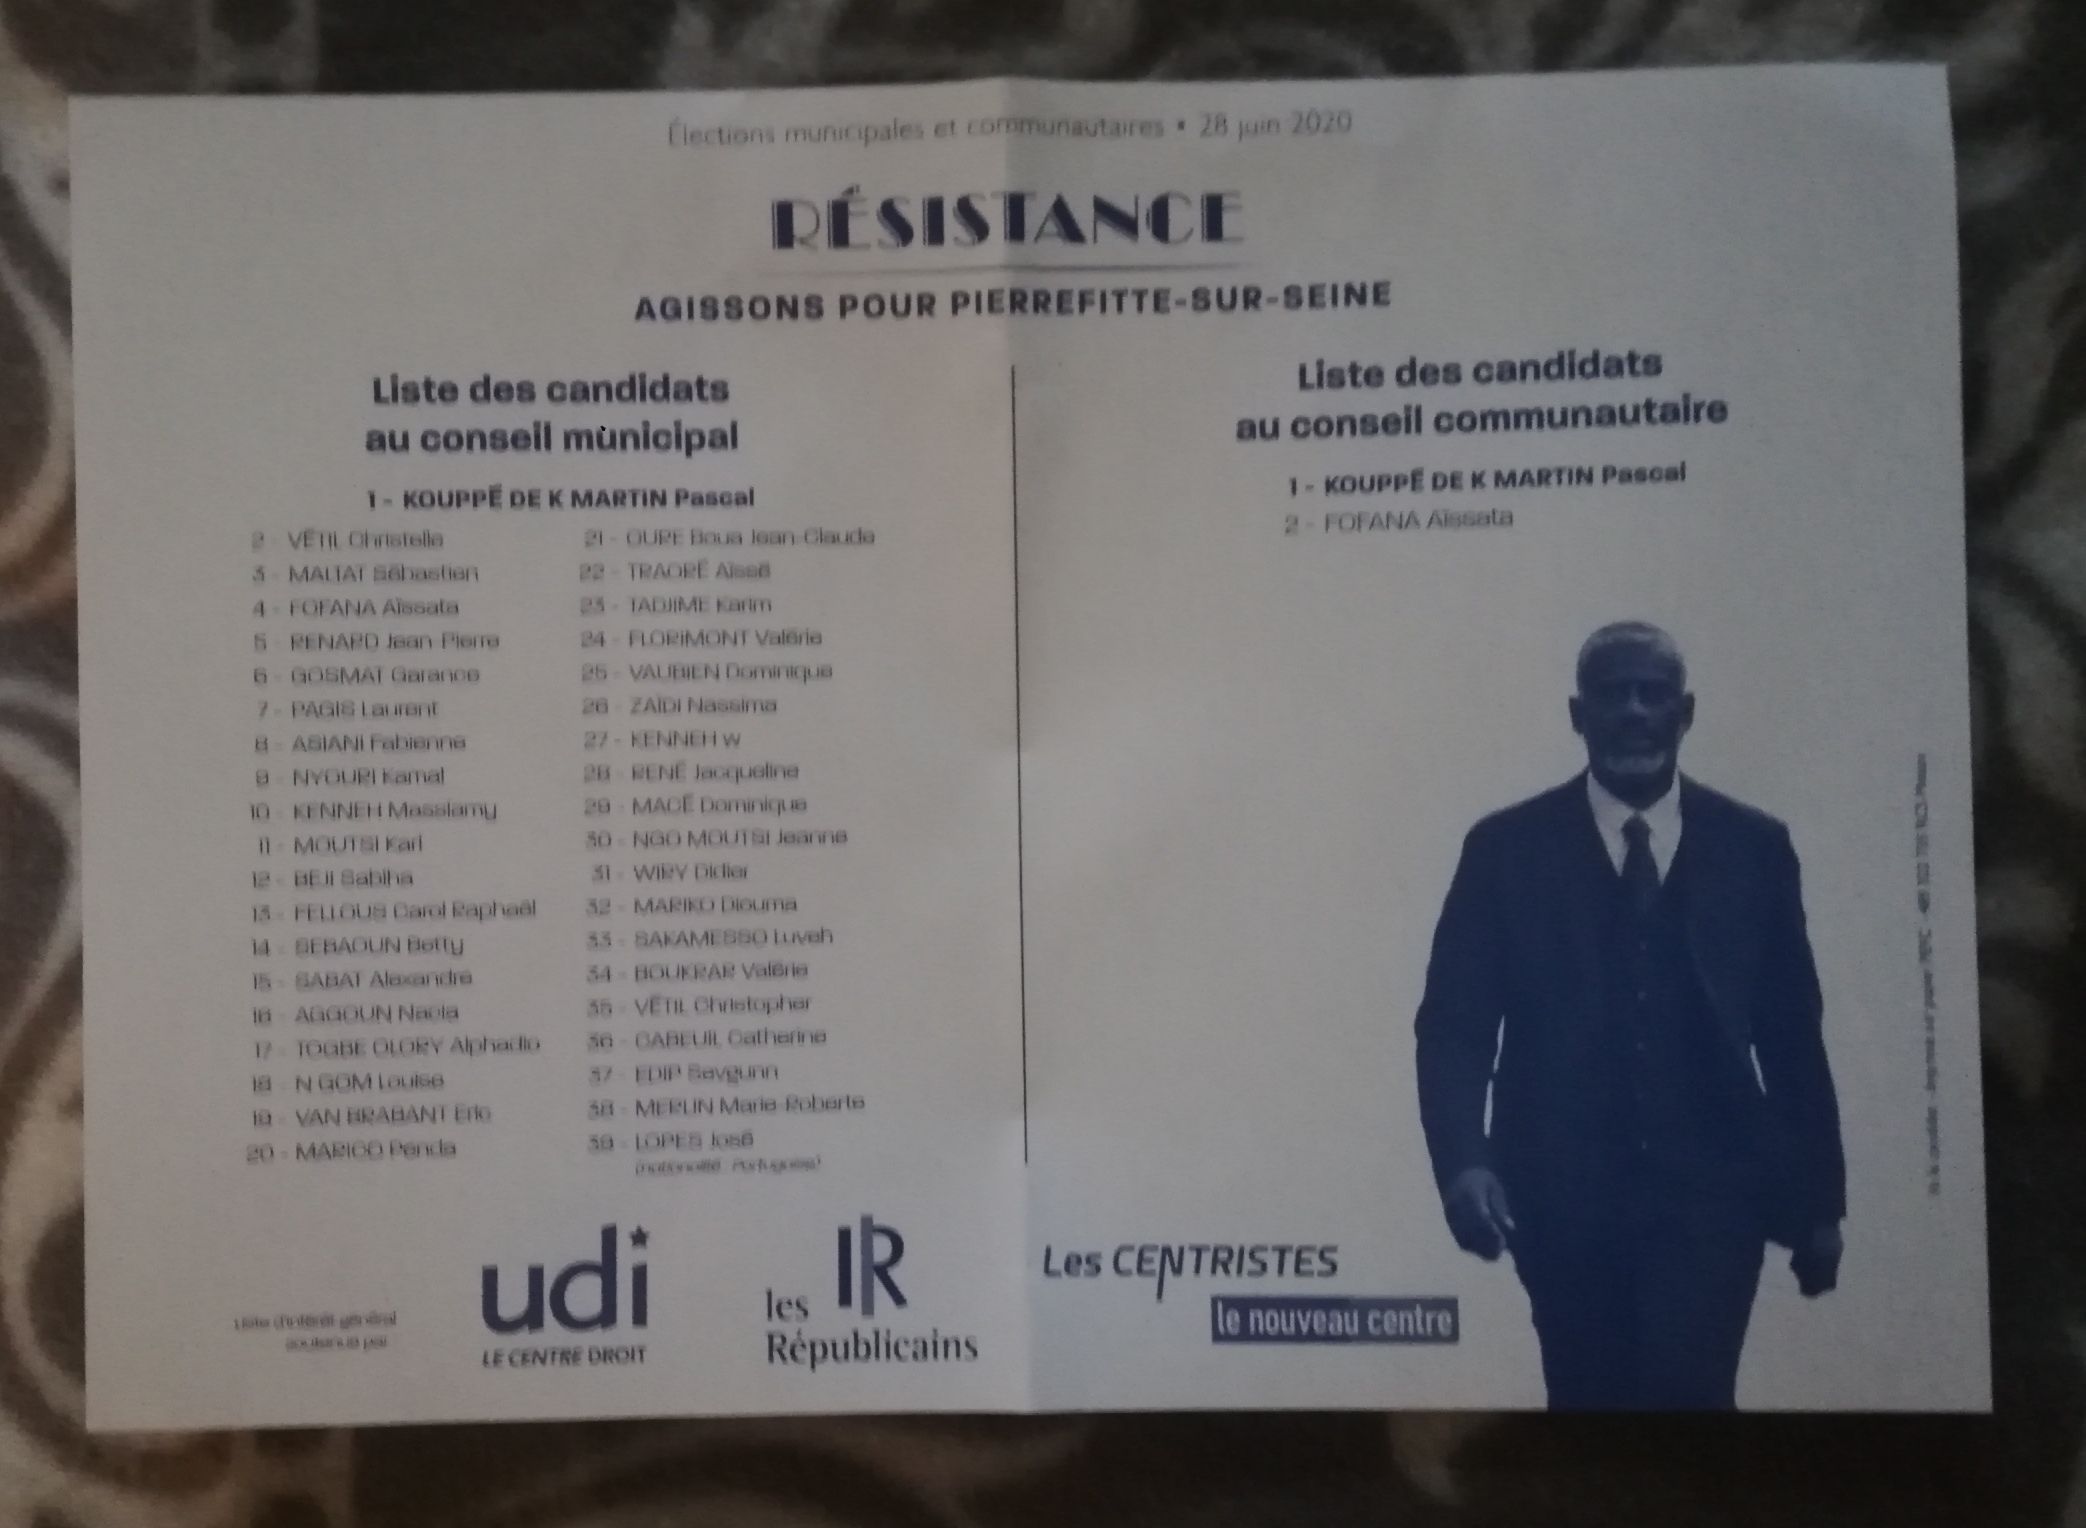 Élections municipales et communautaires • 28 juin 2020
RÉSISTANCE
AGISSONS POUR PIERREFITTE-SUR-SEINE
Liste des candidats
au conseil municipal
1 - KOUPPÉ DE K MARTIN Pascal
2 - VÉTIL Christelle
3 - MALTAT Sébastien
4 - FOFANA Aïssata
5 - RENARD Jean-Pierre
6 - GOSMAT Garance
7 - PAGIS Laurent
8 - ASIANI Fabienne
9 - NYOURI Kamal
10 - KENNEH Massiamy
11 - MOUTSI Karl
12 - BEJI Sabiha
13 - FELLOUS Carol Raphaël
14 - SEBAOUN Betty
15 - SABAT Alexandre
16 - AGGOUN Nacia
17 - TOGBE OLORY Alphadio
18 - N GOM Louise
19 - VAN BRABANT Eric
20 - MARICO Penda
21 - OURE Boua Jean-Claude
22 - TRAORÉ Aïssé
23 - TADJIME Karim
24 - FLORIMONT Valérie
25 - VAUBIEN Dominique
26 - ZAÏDI Nassima
27 - KENNEH W
28 - RENÉ Jacqueline
29 - MACÉ Dominique
30 - NGO MOUTSI Jeanne
31 - WIRY Didier
32 - MARIKO Diouma
33 - SAKAMESSO Luveh
34 - BOUKRAR Valérie
35 - VÉTIL Christopher
36 - CABEUIL Catherine
37 - EDIP Savgunn
38 - MERLIN Marie-Roberte
39 - LOPES José
(nationalité : Portugaise)
Liste des candidats
au conseil communautaire
1 - KOUPPÉ DE K MARTIN Pascal
2 - FOFANA Aïssata
Liste d'intérêt général
soutenue par
udi
LE CENTRE DROIT
lR
les
Républicains
Les CENTRISTES
le nouveau centre